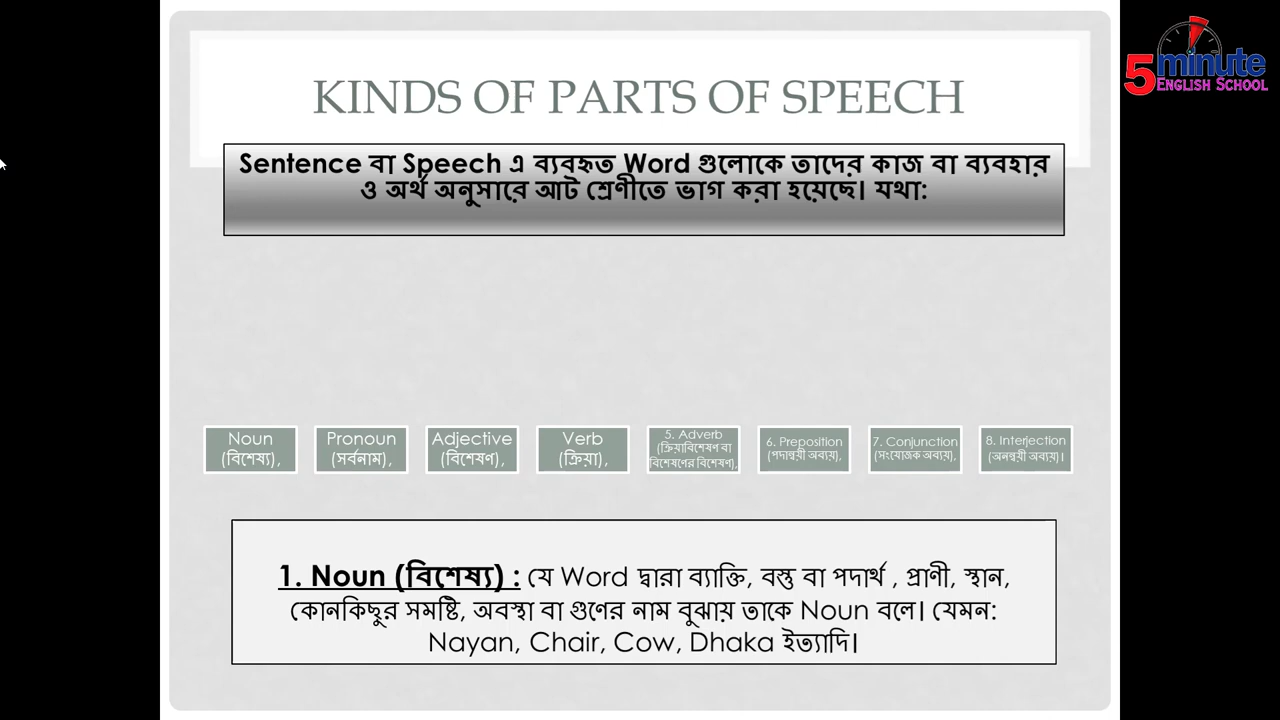 5 minute
ENGLISH SCHOOL
KINDS OF PARTS OF SPEECH
Sentence বা Speech এ ব্যবহৃত Word গুলোকে তাদের কাজ বা ব্যবহার
ও অর্থ অনুসারে আট শ্রেণীতে ভাগ করা হয়েছে। যথা:
Noun
(বিশেষ্য),
Pronoun
(সর্বনাম),
Adjective
(বিশেষণ),
Verb
(ক্রিয়া),
5. Adverb
(ক্রিয়াবিশেষণ বা
বিশেষণের বিশেষণ),
6. Preposition
(পদান্বয়ী অব্যয়),
7. Conjunction
(সংযোজক অব্যয়),
8. Interjection
(অনন্বয়ী অব্যয়)।
1. Noun (বিশেষ্য) : যে Word দ্বারা ব্যাক্তি, বস্তু বা পদার্থ , প্রাণী, স্থান,
কোনকিছুর সমষ্টি, অবস্থা বা গুণের নাম বুঝায় তাকে Noun বলে। যেমন:
Nayan, Chair, Cow, Dhaka ইত্যাদি।